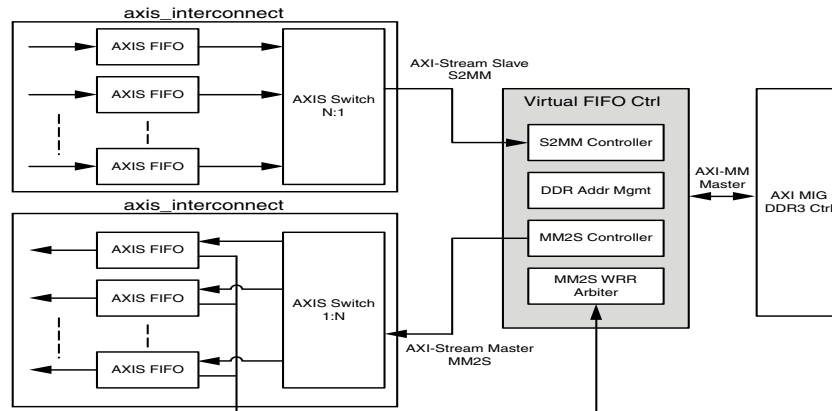 axis_interconnect
AXIS FIFO
AXIS FIFO
AXIS FIFO
AXIS Switch
N:1
AXI-Stream Slave
S2MM
Virtual FIFO Ctrl
S2MM Controller
DDR Addr Mgmt
MM2S Controller
MM2S WRR
Arbiter
AXI-MM
Master
AXI MIG
DDR3 Ctrl
axis_interconnect
AXIS FIFO
AXIS FIFO
AXIS FIFO
AXIS Switch
1:N
AXI-Stream Master
MM2S